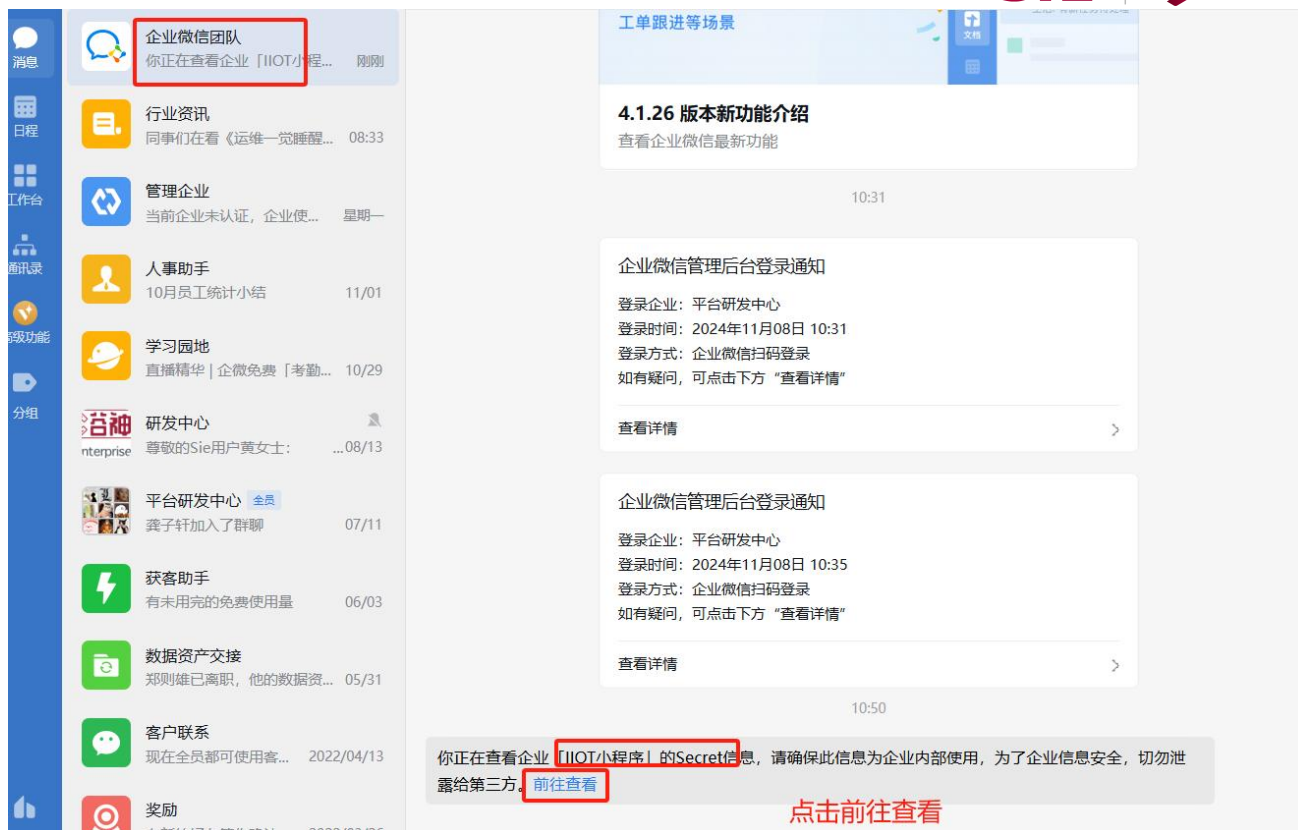 消息
日程
工作台
通讯录
高级功能
分组
企业微信团队
你正在查看企业「IIOT小程... 刚刚
行业资讯
同事们在看《运维一觉睡醒... 08:33
管理企业
当前企业未认证，企业使... 星期一
人事助手
10月员工统计小结 11/01
学习园地
直播精华 | 企微免费「考勤... 10/29
研发中心
尊敬的Sie用户黄女士： ...08/13
nterprise
平台研发中心 全员
龚子轩加入了群聊 07/11
获客助手
有未用完的免费使用量 06/03
数据资产交接
郑则雄已离职，他的数据资... 05/31
客户联系
现在全员都可使用客... 2022/04/13
奖励
工单跟进等场景
文档
4.1.26 版本新功能介绍
查看企业微信最新功能
10:31
企业微信管理后台登录通知
登录企业：平台研发中心
登录时间：2024年11月08日 10:31
登录方式：企业微信扫码登录
如有疑问，可点击下方“查看详情”
查看详情
企业微信管理后台登录通知
登录企业：平台研发中心
登录时间：2024年11月08日 10:35
登录方式：企业微信扫码登录
如有疑问，可点击下方“查看详情”
查看详情
10:50
你正在查看企业「IIOT小程序」的Secret信息，请确保此信息为企业内部使用，为了企业信息安全，切勿泄
露给第三方。前往查看
点击前往查看